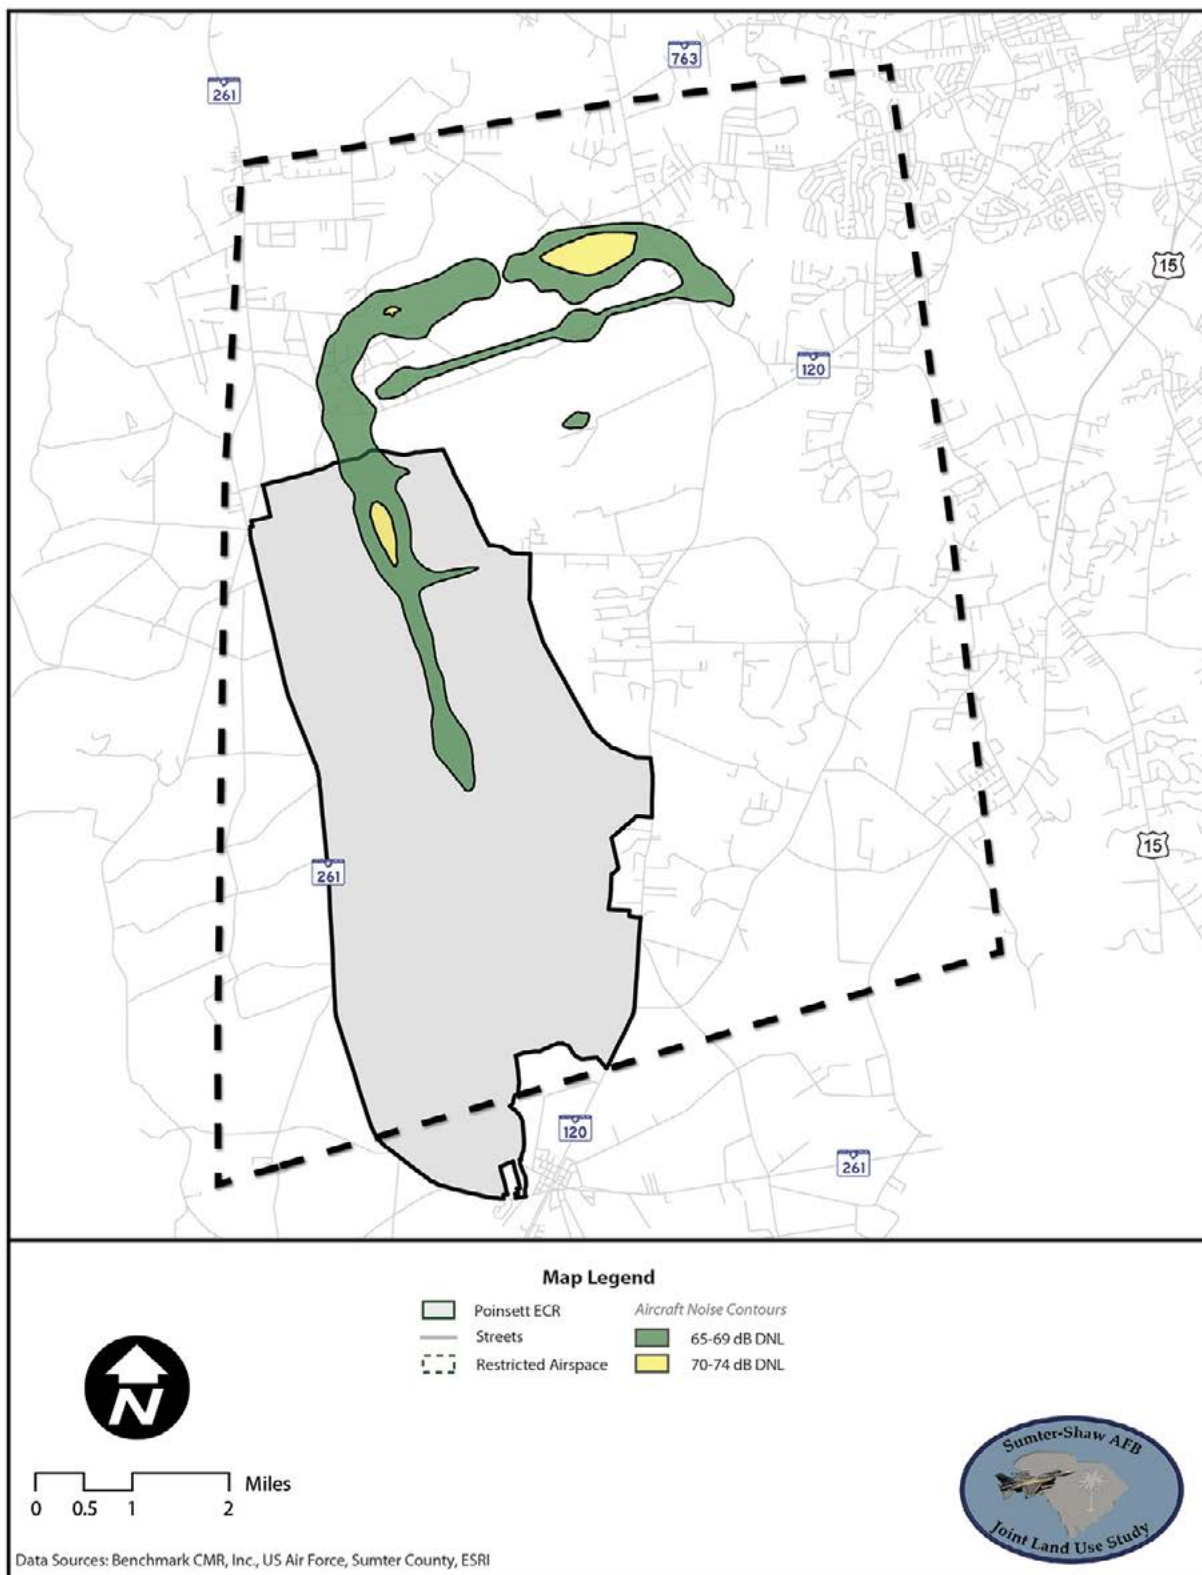 763
261
15
120
15
261
120
261
Map Legend
Poinsett ECR
Aircraft Noise Contours
Streets
65-69 dB DNL
Restricted Airspace
70-74 dB DNL
N
Miles
0 0.5 1 2
Sumter-Shaw AFB
Joint Land Use Study
Data Sources: Benchmark CMR, Inc., US Air Force, Sumter County, ESRI